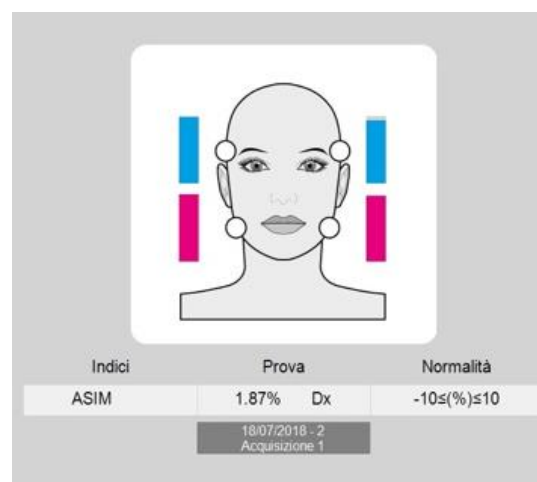 Indici Prova Normalità
ASIM 1.87% Dx -10≤(%)≤10
18/07/2018 - 2
Acquisizione 1